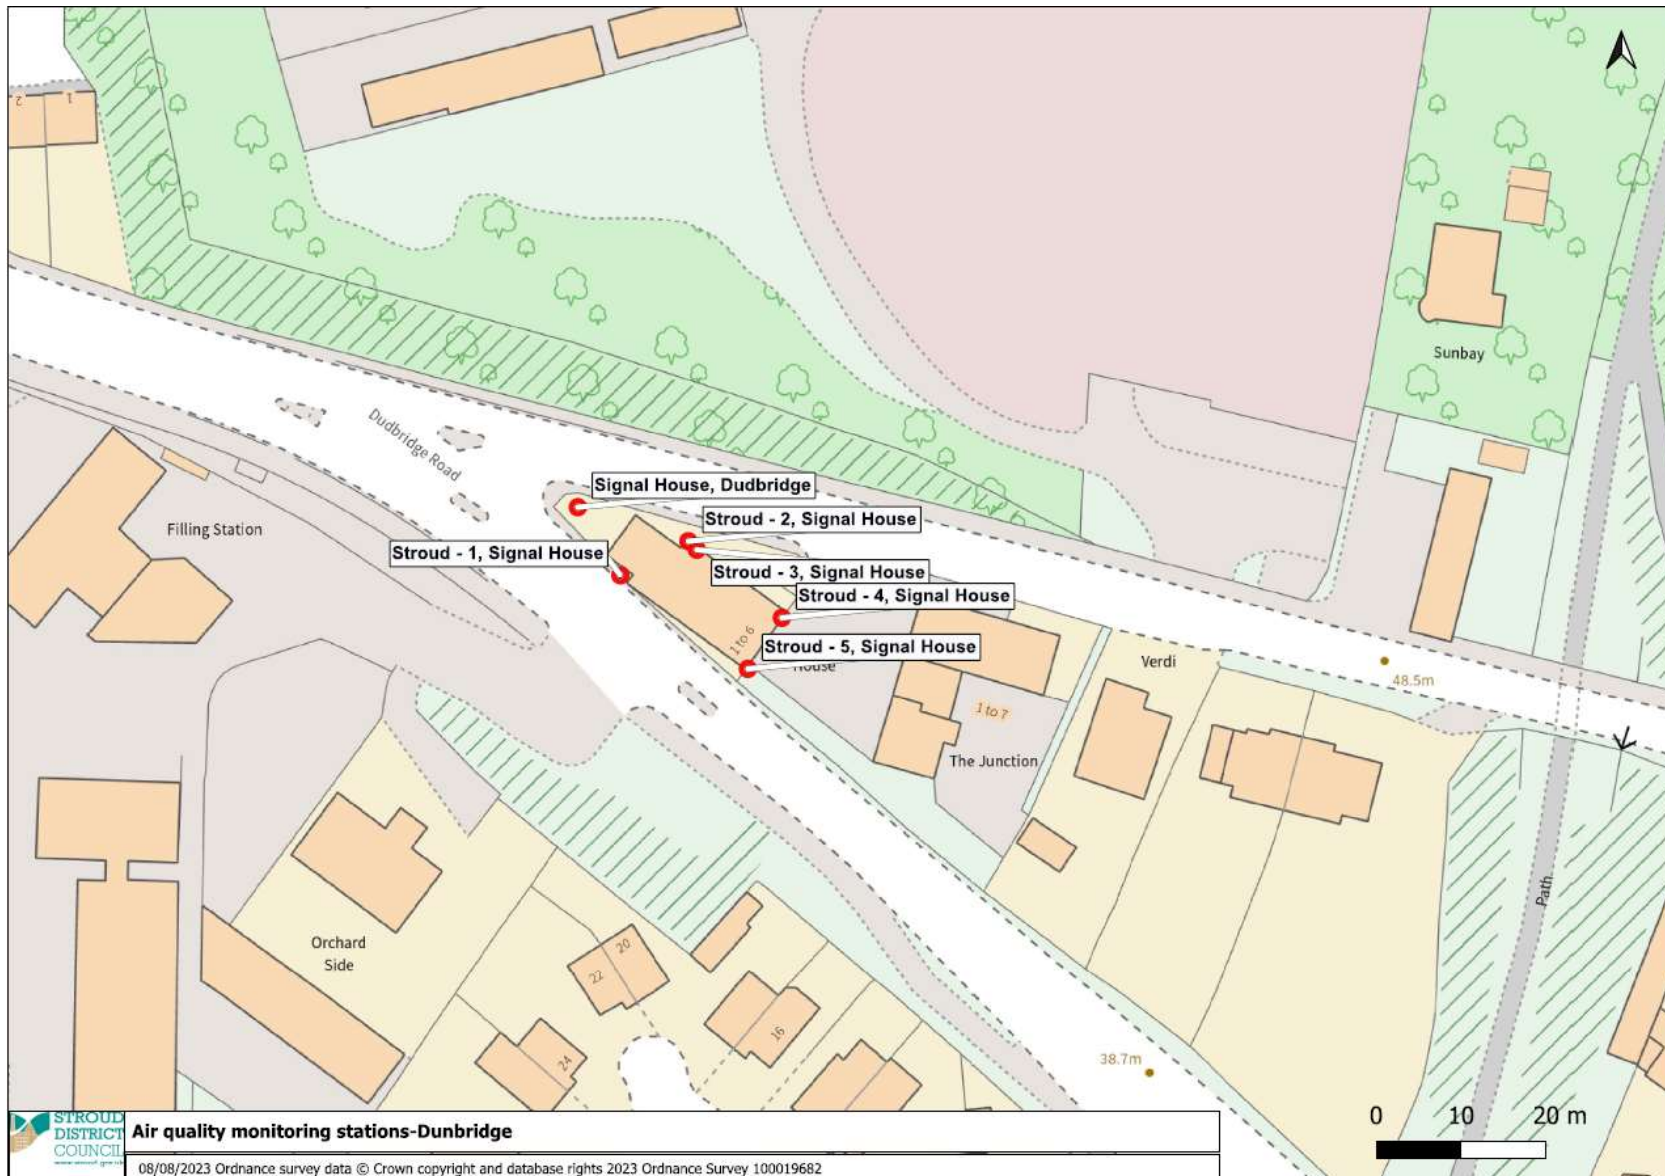 2
1
Sunbay
Dudbridge Road
Signal House, Dudbridge
Filling Station
Stroud - 2, Signal House
Stroud - 1, Signal House
Stroud - 3, Signal House
Stroud - 4, Signal House
1 to 6
Stroud - 5, Signal House
House
Verdi
48.5m
1 to 7
The Junction
Path
Orchard
Side
20
22
16
24
38.7m
0 10 20 m
STROUD
DISTRICT
COUNCIL
Air quality monitoring stations-Dunbridge
08/08/2023 Ordnance survey data © Crown copyright and database rights 2023 Ordnance Survey 100019682